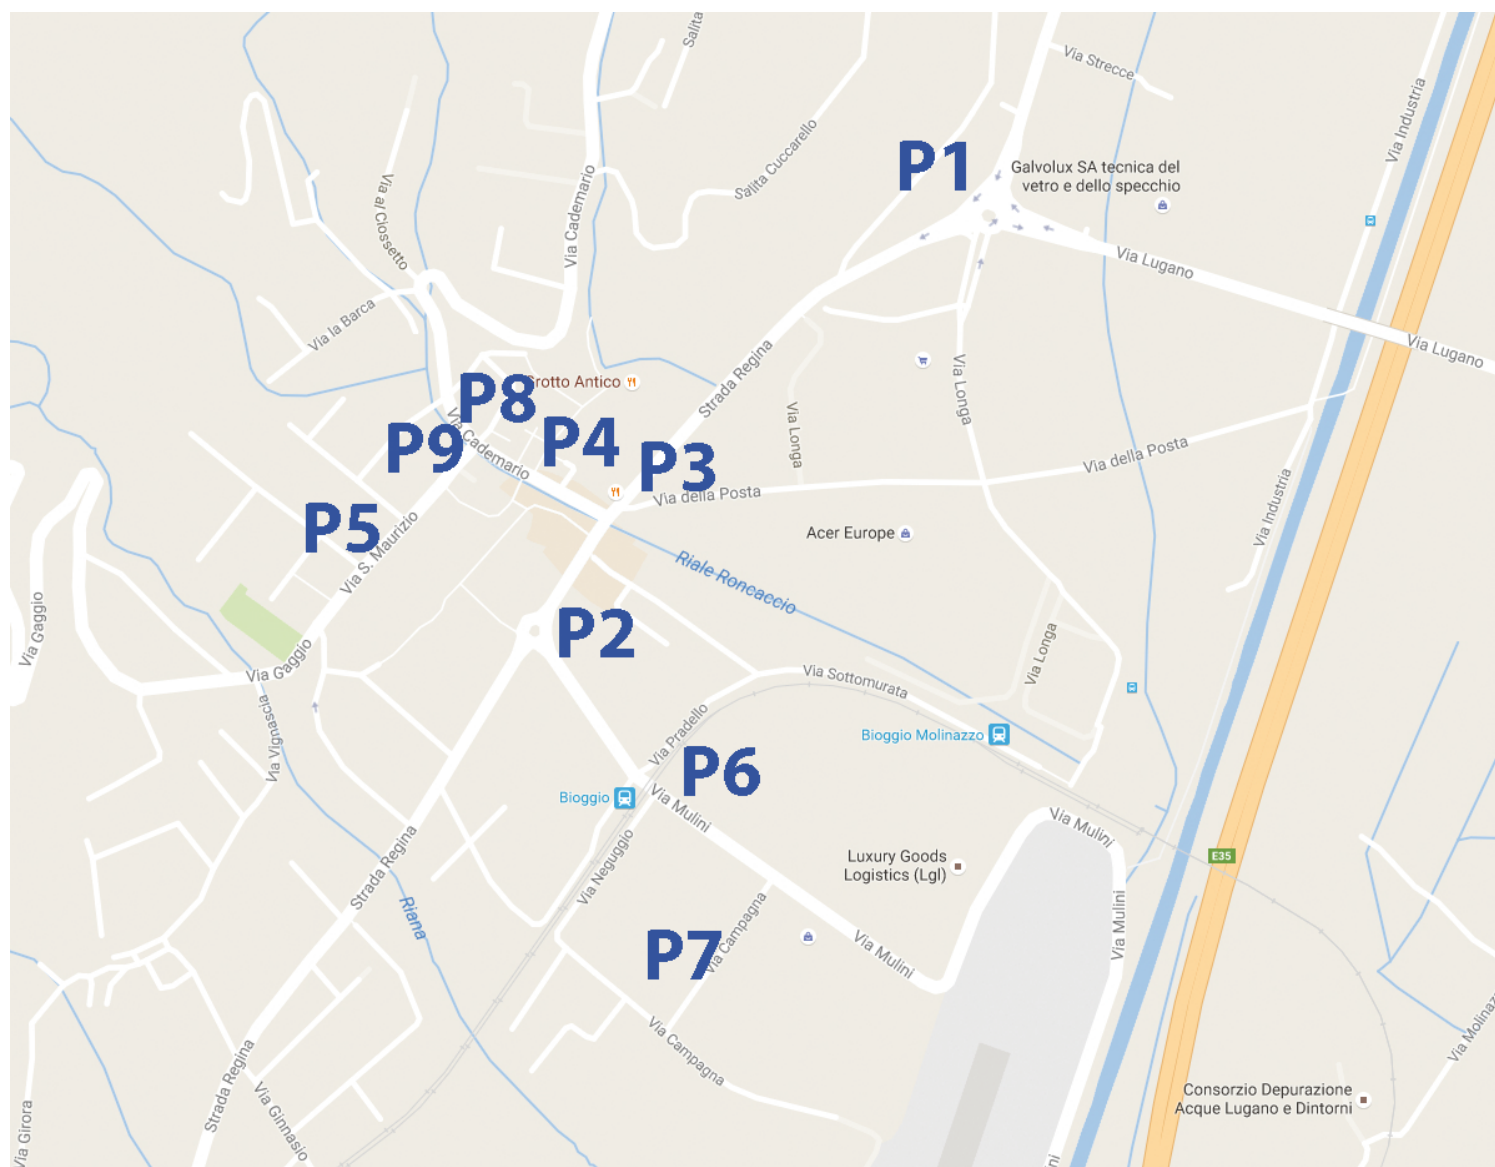 Salita
Via Strecce
Via Industria
P1
Galvolux SA tecnica del
vetro e dello specchio
Salita Cuccarello
Via Cademario
Via al Ciossetto
Via Lugano
Via la Barca
Via Lugano
Strada Regina
Via Longa
P8
Grotto Antico
Via Longa
P9
Via Cademario
P4
P3
Via della Posta
Via della Posta
Via Industria
P5
Via S. Maurizio
Acer Europe
Riale Roncaccio
Via Gaggio
P2
Via Longa
Via Gaggio
Via Sottomurata
Via Vignascia
Via Pradello
Bioggio Molinazzo
P6
Bioggio
Via Mulini
Via Mulini
Strada Regina
Via Neguggio
Luxury Goods
Logistics (Lgl)
E35
Riana
P7
Via Campagna
Via Mulini
Via Mulini
Via Campagna
Via Molinazzo
Strada Regina
Via Ginnasio
Via Girora
Consorzio Depurazione
Acque Lugano e Dintorni